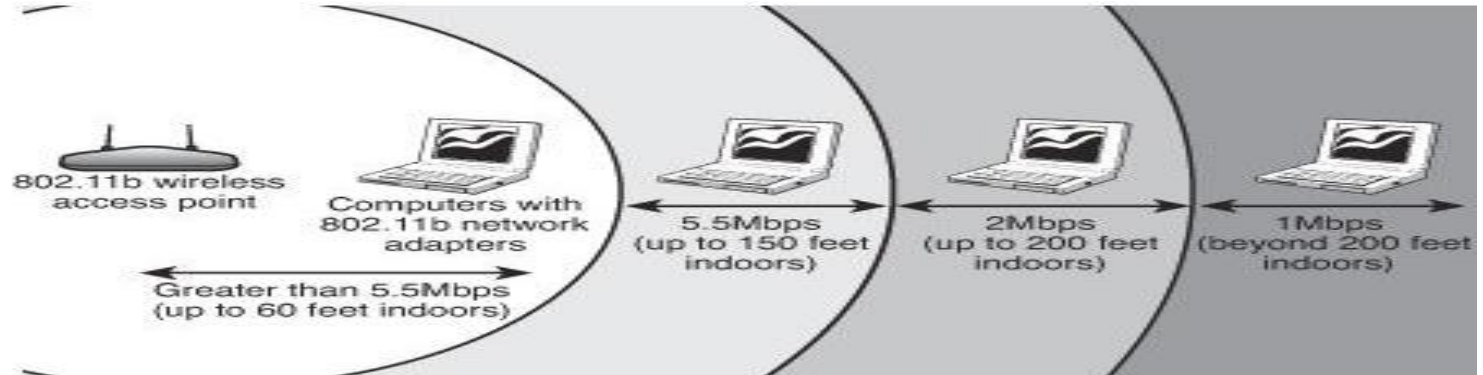 802.11b wireless
access point
Computers with
802.11b network
adapters
Greater than 5.5Mbps
(up to 60 feet indoors)
5.5Mbps
(up to 150 feet
indoors)
2Mbps
(up to 200 feet
indoors)
1Mbps
(beyond 200 feet
indoors)